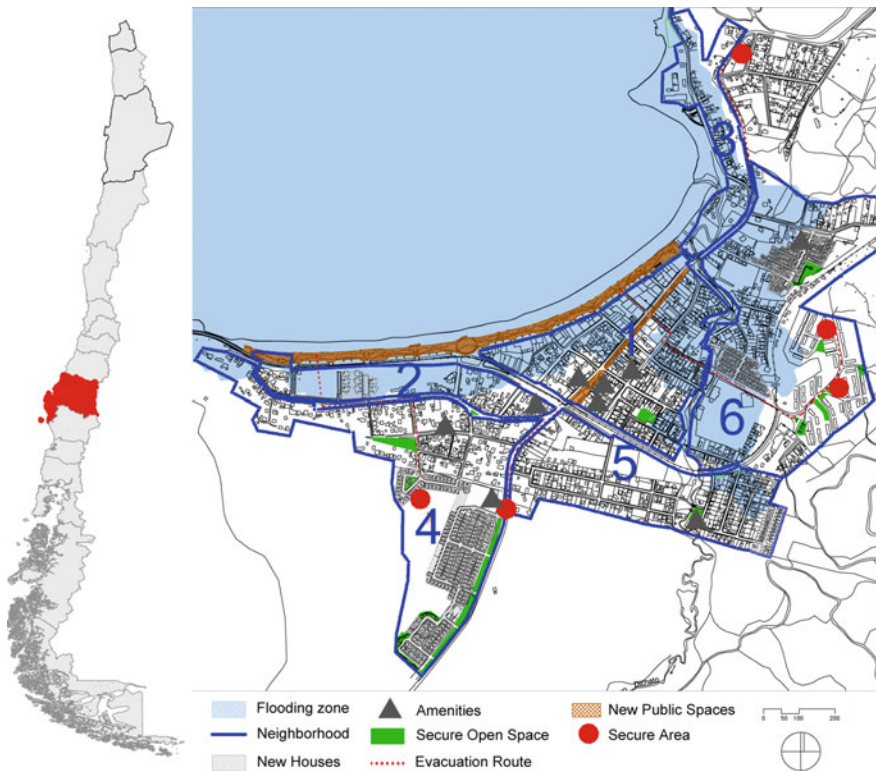 3
1
2
6
5
4
Flooding zone
Amenities
New Public Spaces
0 50 100 200
Neighborhood
Secure Open Space
Secure Area
New Houses
Evacuation Route